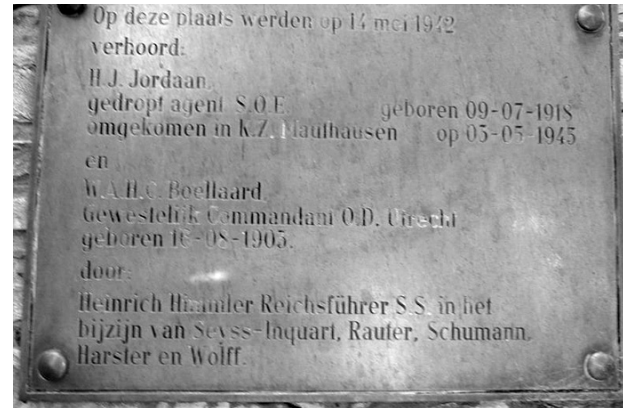 Op deze plaats werden op 14 mei 1942
verhoord:
H.J. Jordaan,
gedropt agent S.O.E. geboren 09-07-1918
omgekomen in K.Z. Mauthausen op 03-05-1945
en
W.A.H.C. Boellaard,
Gewestelijk Commandant O.D. Utrecht
geboren 16-08-1903.
door:
Heinrich Himmler Reichsführer S.S. in het
bijzijn van Seyss-Inquart, Rauter, Schumann,
Harster en Wolff.